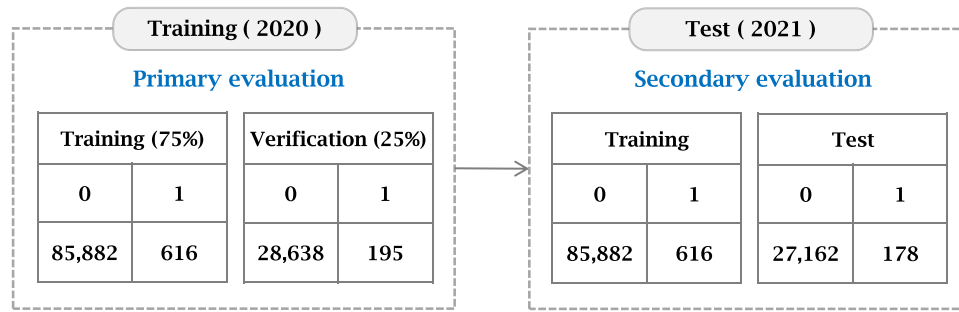 Training ( 2020 )
Primary evaluation
Training (75%)
Verification (25%)
0 1 0 1
85,882 616 28,638 195
Test ( 2021 )
Secondary evaluation
Training
Test
0 1 0 1
85,882 616 27,162 178